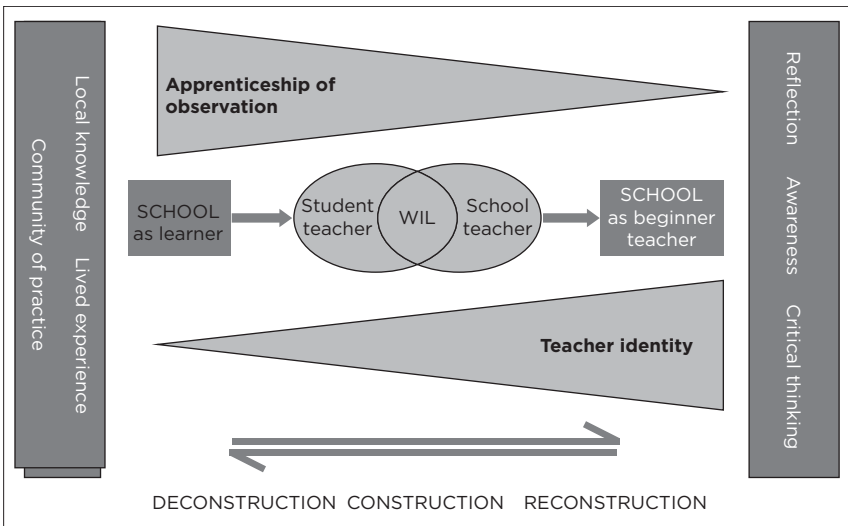 Local knowledge Lived experience
Community of practice
Apprenticeship of
observation
SCHOOL
as learner
Student
teacher
WIL
School
teacher
SCHOOL
as beginner
teacher
Teacher identity
Reflection Awareness Critical thinking
DECONSTRUCTION CONSTRUCTION RECONSTRUCTION